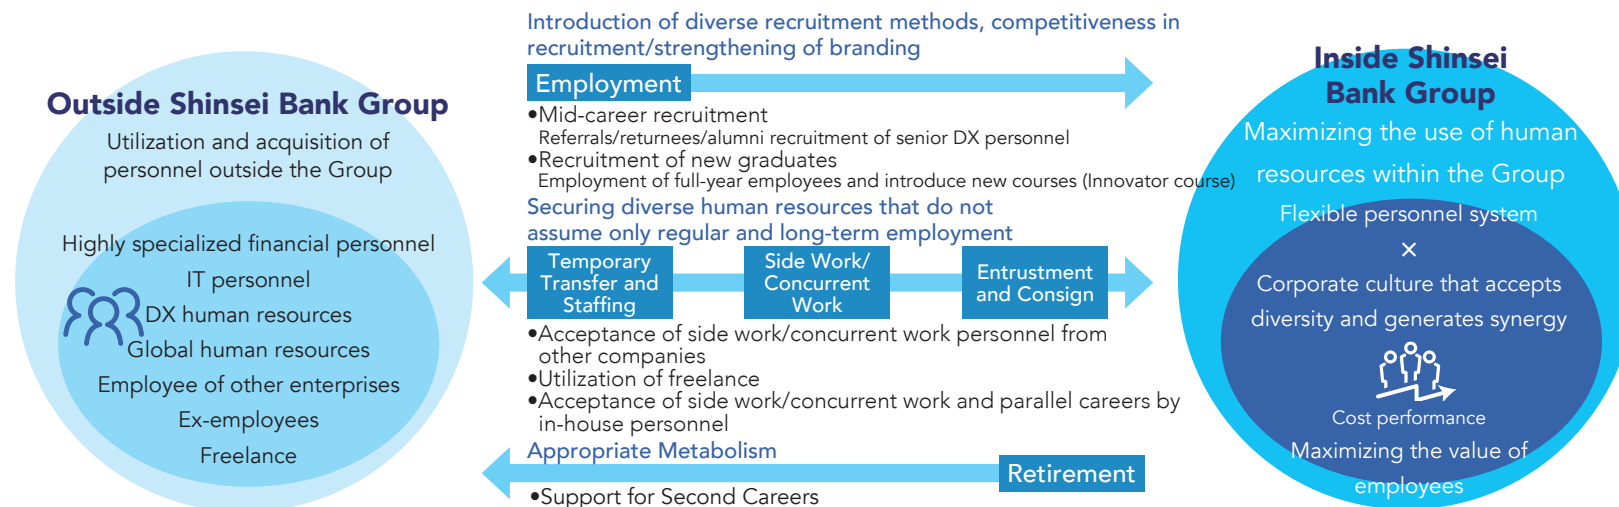 Outside Shinsei Bank Group
Utilization and acquisition of
personnel outside the Group
Highly specialized financial personnel
IT personnel
DX human resources
Global human resources
Employee of other enterprises
Ex-employees
Freelance
Introduction of diverse recruitment methods, competitiveness in
recruitment/strengthening of branding
Employment
•Mid-career recruitment
Referrals/returnees/alumni recruitment of senior DX personnel
•Recruitment of new graduates
Employment of full-year employees and introduce new courses (Innovator course)
Securing diverse human resources that do not
assume only regular and long-term employment
Temporary
Transfer and
Staffing
Side Work/
Concurrent
Work
Entrustment
and Consign
•Acceptance of side work/concurrent work personnel from
other companies
•Utilization of freelance
•Acceptance of side work/concurrent work and parallel careers by
in-house personnel
Appropriate Metabolism
Retirement
•Support for Second Careers
Inside Shinsei
Bank Group
Maximizing the use of human
resources within the Group
Flexible personnel system
×
Corporate culture that accepts
diversity and generates synergy
Cost performance
Maximizing the value of
employees